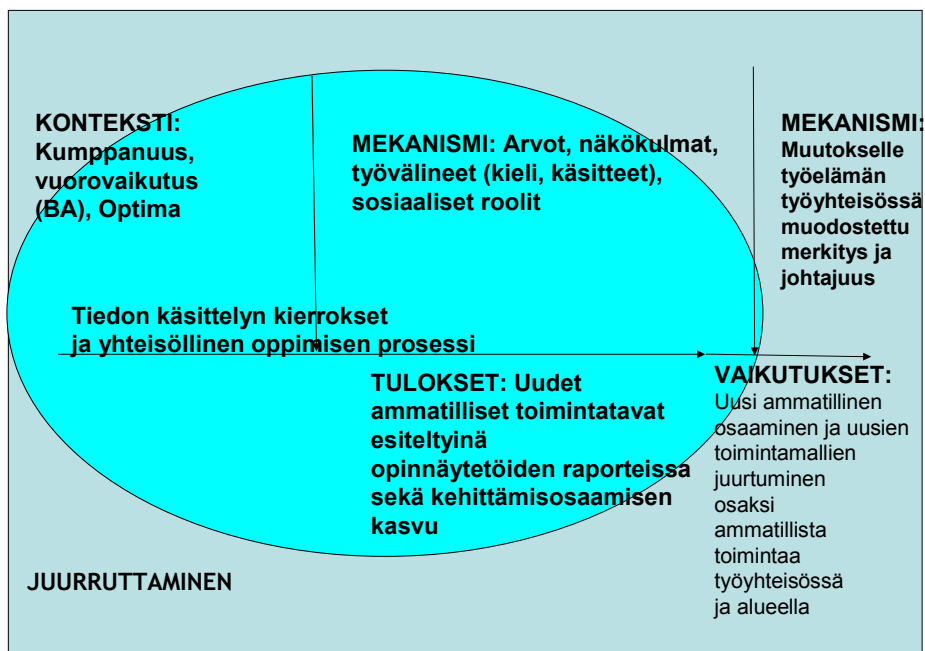 KONTEKSTI:
Kumppanuus,
vuorovaikutus
(BA), Optima
MEKANISMI: Arvot, näkökulmat,
työvälineet (kieli, käsitteet),
sosiaaliset roolit
MEKANISMI:
Muutokselle
työelämän
työyhteisössä
muodostettu
merkitys ja
johtajuus
Tiedon käsittelyn kierrokset
ja yhteisöllinen oppimisen prosessi
TULOKSET: Uudet
ammatilliset toimintatavat
esiteltyinä
opinnäytetöiden raporteissa
sekä kehittämisosaamisen
kasvu
VAIKUTUKSET:
Uusi ammatillinen
osaaminen ja uusien
toimintamallien
juurtuminen
osaksi
ammatillista
toimintaa
työyhteisössä
ja alueella
JUURRUTTAMINEN